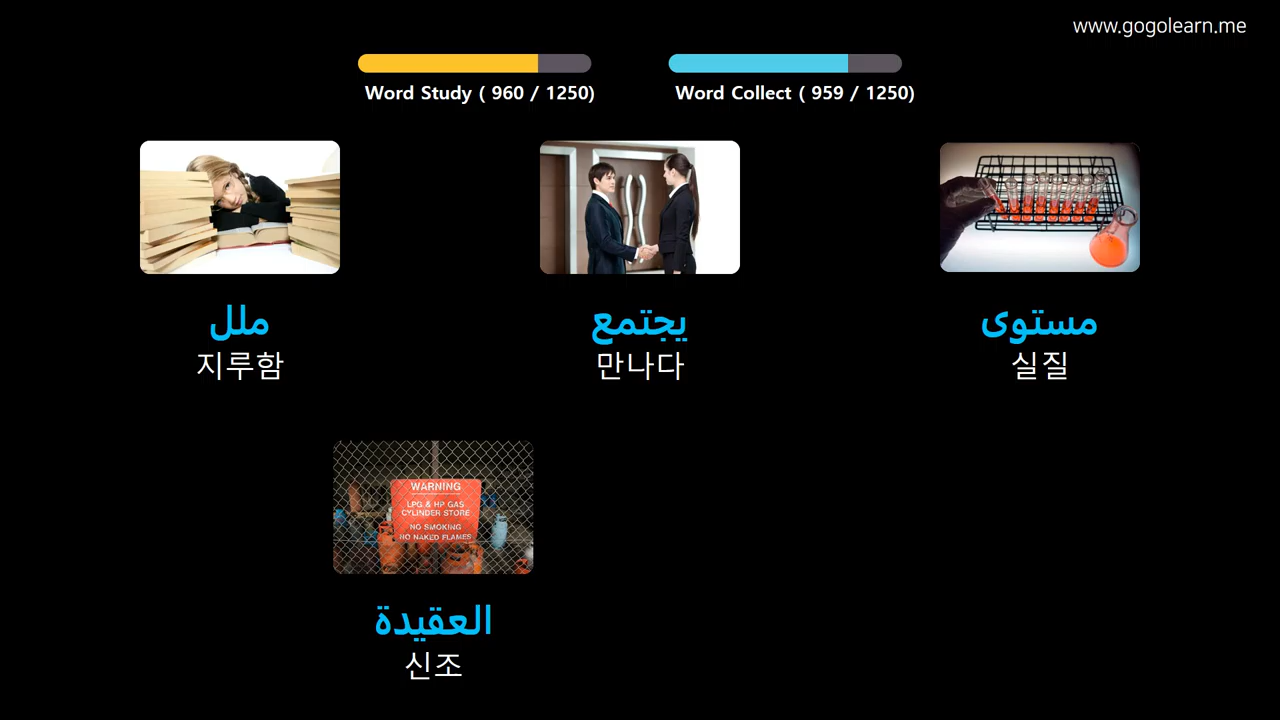 www.gogolearn.me
Word Study ( 960 / 1250)
Word Collect ( 959 / 1250)
ملل
지루함
يجتمع
만나다
مستوى
실질
WARNING
LPG & HP GAS
CYLINDER STORE
NO SMOKING
NO NAKED FLAMES
العقيدة
신조